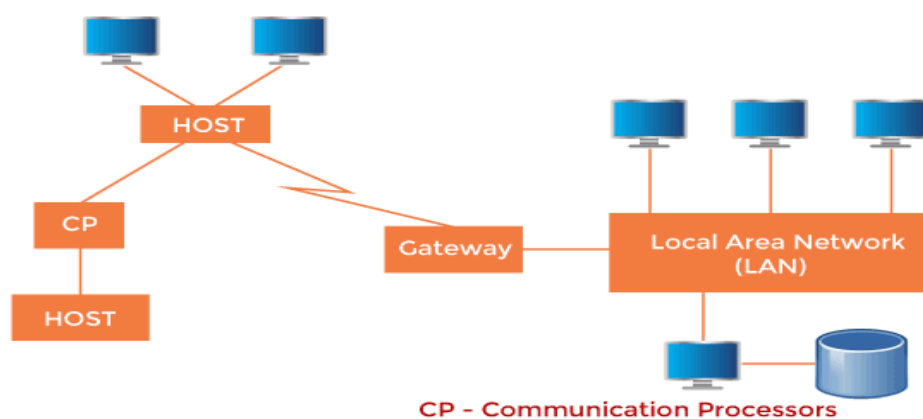 HOST
CP
HOST
Gateway
Local Area Network
(LAN)
CP - Communication Processors